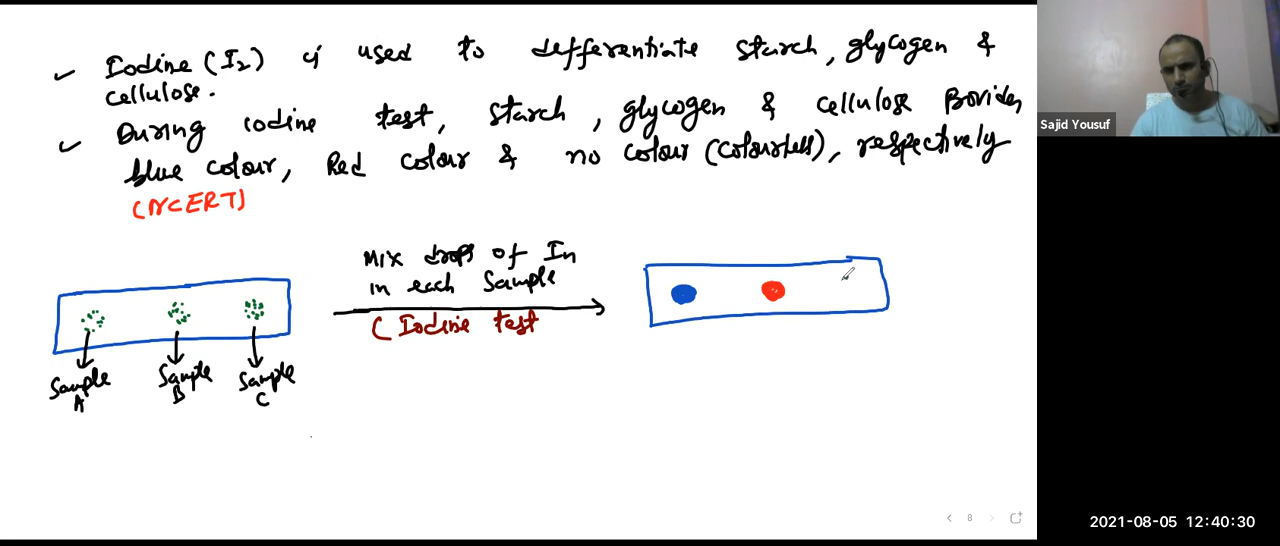 Iodine (I2) is used to defferentiate starch, glycogen &
cellulose.
During iodine test, starch, glycogen & cellulose Provides
blue colour, Red colour & no colour (colourless), respectively
(NCERT)
Mix drops of In
in each Sample
( Iodine test
Sample
A
Sample
B
Sample
C
Sajid Yousuf
8
2021-08-05 12:40:30